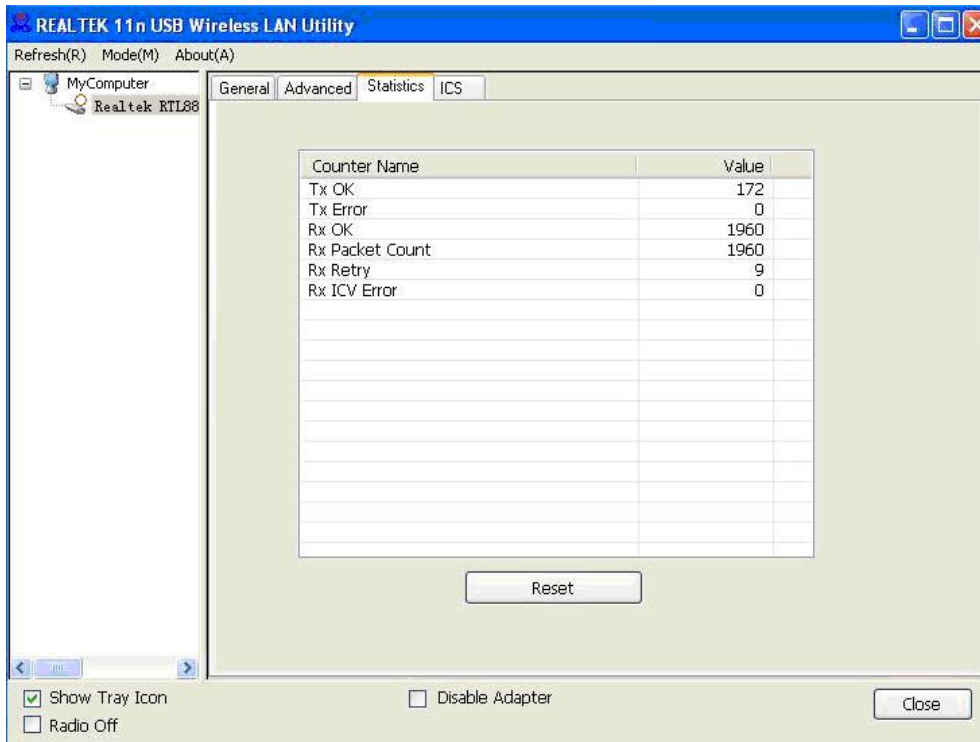 REALTEK 11n USB Wireless LAN Utility
Refresh(R) Mode(M) About(A)
MyComputer
Realtek RTL88
General Advanced Statistics ICS
Counter Name Value
Tx OK 172
Tx Error 0
Rx OK 1960
Rx Packet Count 1960
Rx Retry 9
Rx ICV Error 0
Reset
Show Tray Icon
Radio Off
Disable Adapter
Close